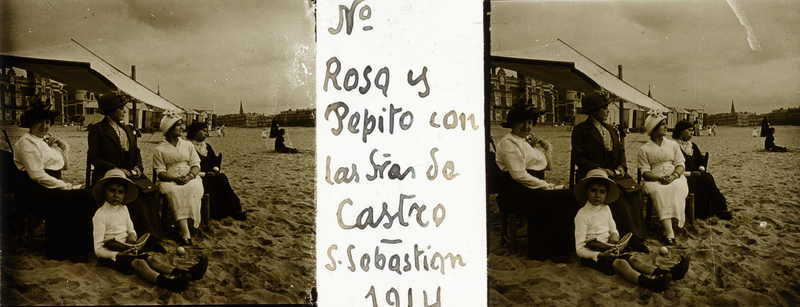 Nº
Rosa y
Pepito con
las Sras de
Castro
S. Sebastian
1914